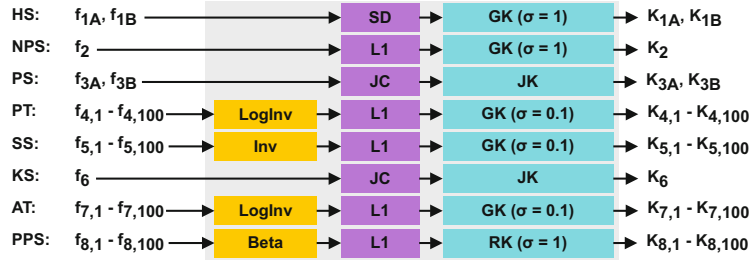 HS: f1A, f1B SD GK (σ = 1) K1A, K1B
NPS: f2 L1 GK (σ = 1) K2
PS: f3A, f3B JC JK K3A, K3B
PT: f4,1 - f4,100 LogInv L1 GK (σ = 0.1) K4,1 - K4,100
SS: f5,1 - f5,100 Inv L1 GK (σ = 0.1) K5,1 - K5,100
KS: f6 JC JK K6
AT: f7,1 - f7,100 LogInv L1 GK (σ = 0.1) K7,1 - K7,100
PPS: f8,1 - f8,100 Beta L1 RK (σ = 1) K8,1 - K8,100